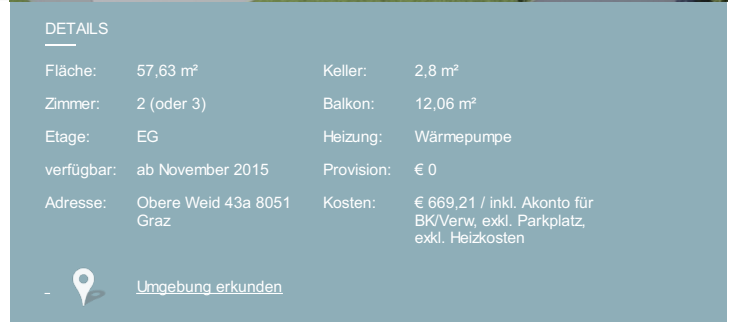 DETAILS
Fläche: 57,63 m² Keller: 2,8 m²
Zimmer: 2 (oder 3) Balkon: 12,06 m²
Etage: EG Heizung: Wärmepumpe
verfügbar: ab November 2015 Provision: € 0
Adresse: Obere Weid 43a 8051 Kosten: € 669,21 / inkl. Akonto für
Graz BK/Verw, exkl. Parkplatz,
exkl. Heizkosten
Umgebung erkunden